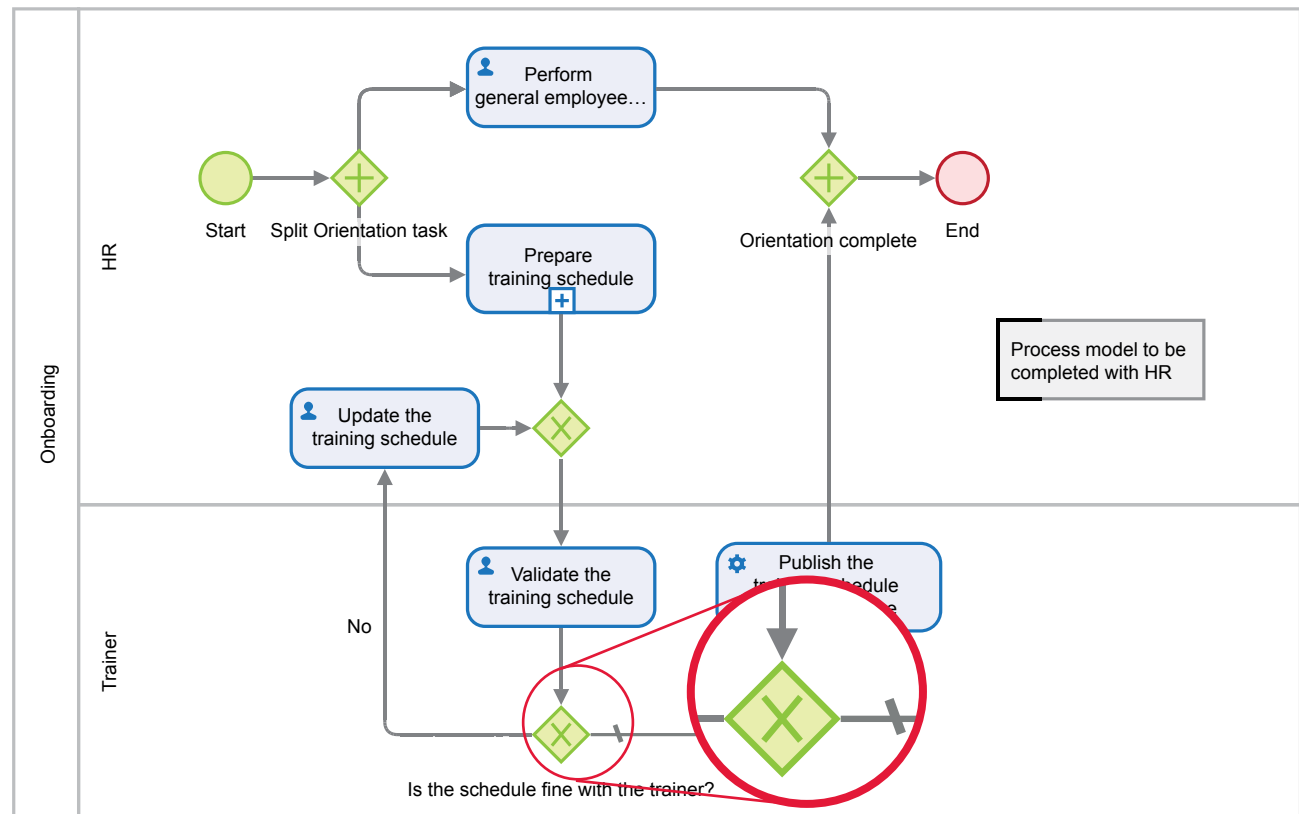 Perform
general employee…
Start
Split Orientation task
Orientation complete
End
HR
Prepare
training schedule
Process model to be
completed with HR
Onboarding
Update the
training schedule
Trainer
Validate the
training schedule
Publish the
No
Is the schedule fine with the trainer?